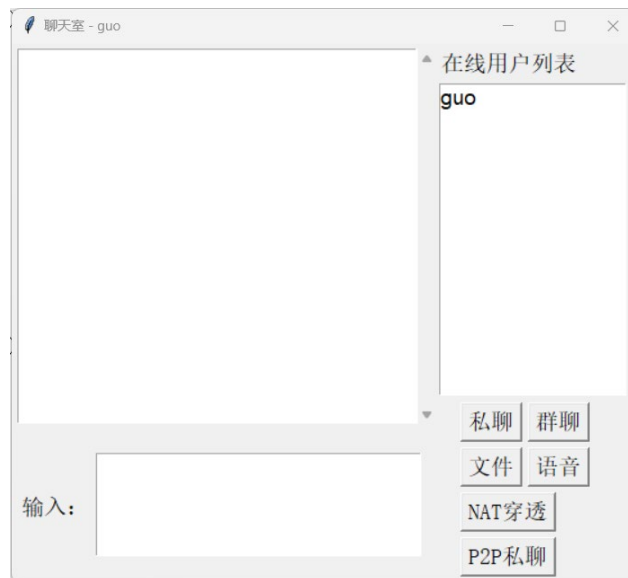 聊天室 - guo
在线用户列表
guo
私聊 群聊
文件 语音
输入：
NAT穿透
P2P私聊